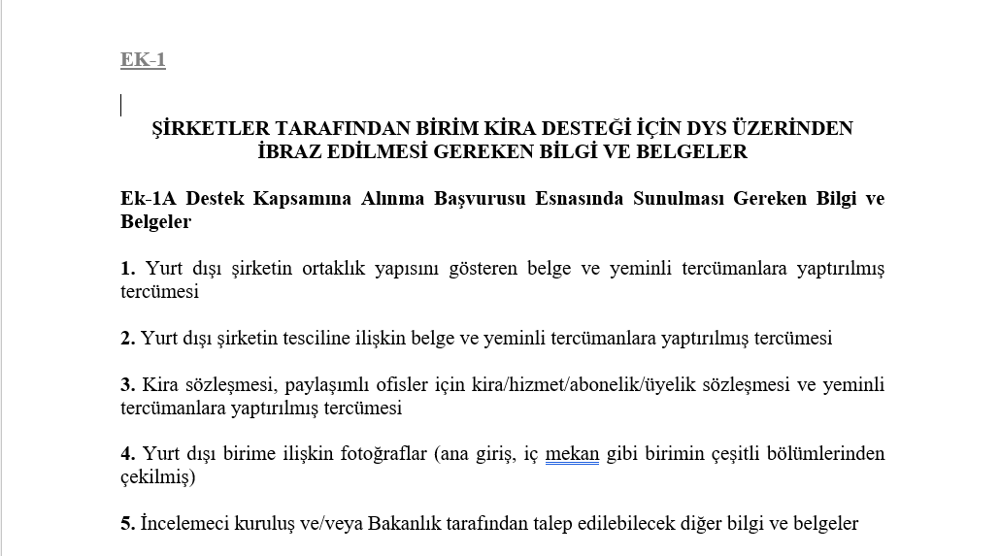 EK-1
ŞİRKETLER TARAFINDAN BİRİM KİRA DESTEĞİ İÇİN DYS ÜZERİNDEN
İBRAZ EDİLMESİ GEREKEN BİLGİ VE BELGELER
Ek-1A Destek Kapsamına Alınma Başvurusu Esnasında Sunulması Gereken Bilgi ve
Belgeler
1. Yurt dışı şirketin ortaklık yapısını gösteren belge ve yeminli tercümanlara yaptırılmış
tercümesi
2. Yurt dışı şirketin tesciline ilişkin belge ve yeminli tercümanlara yaptırılmış tercümesi
3. Kira sözleşmesi, paylaşımlı ofisler için kira/hizmet/abonelik/üyelik sözleşmesi ve yeminli
tercümanlara yaptırılmış tercümesi
4. Yurt dışı birime ilişkin fotoğraflar (ana giriş, iç mekan gibi birimin çeşitli bölümlerinden
çekilmiş)
5. İncelemeci kuruluş ve/veya Bakanlık tarafından talep edilebilecek diğer bilgi ve belgeler